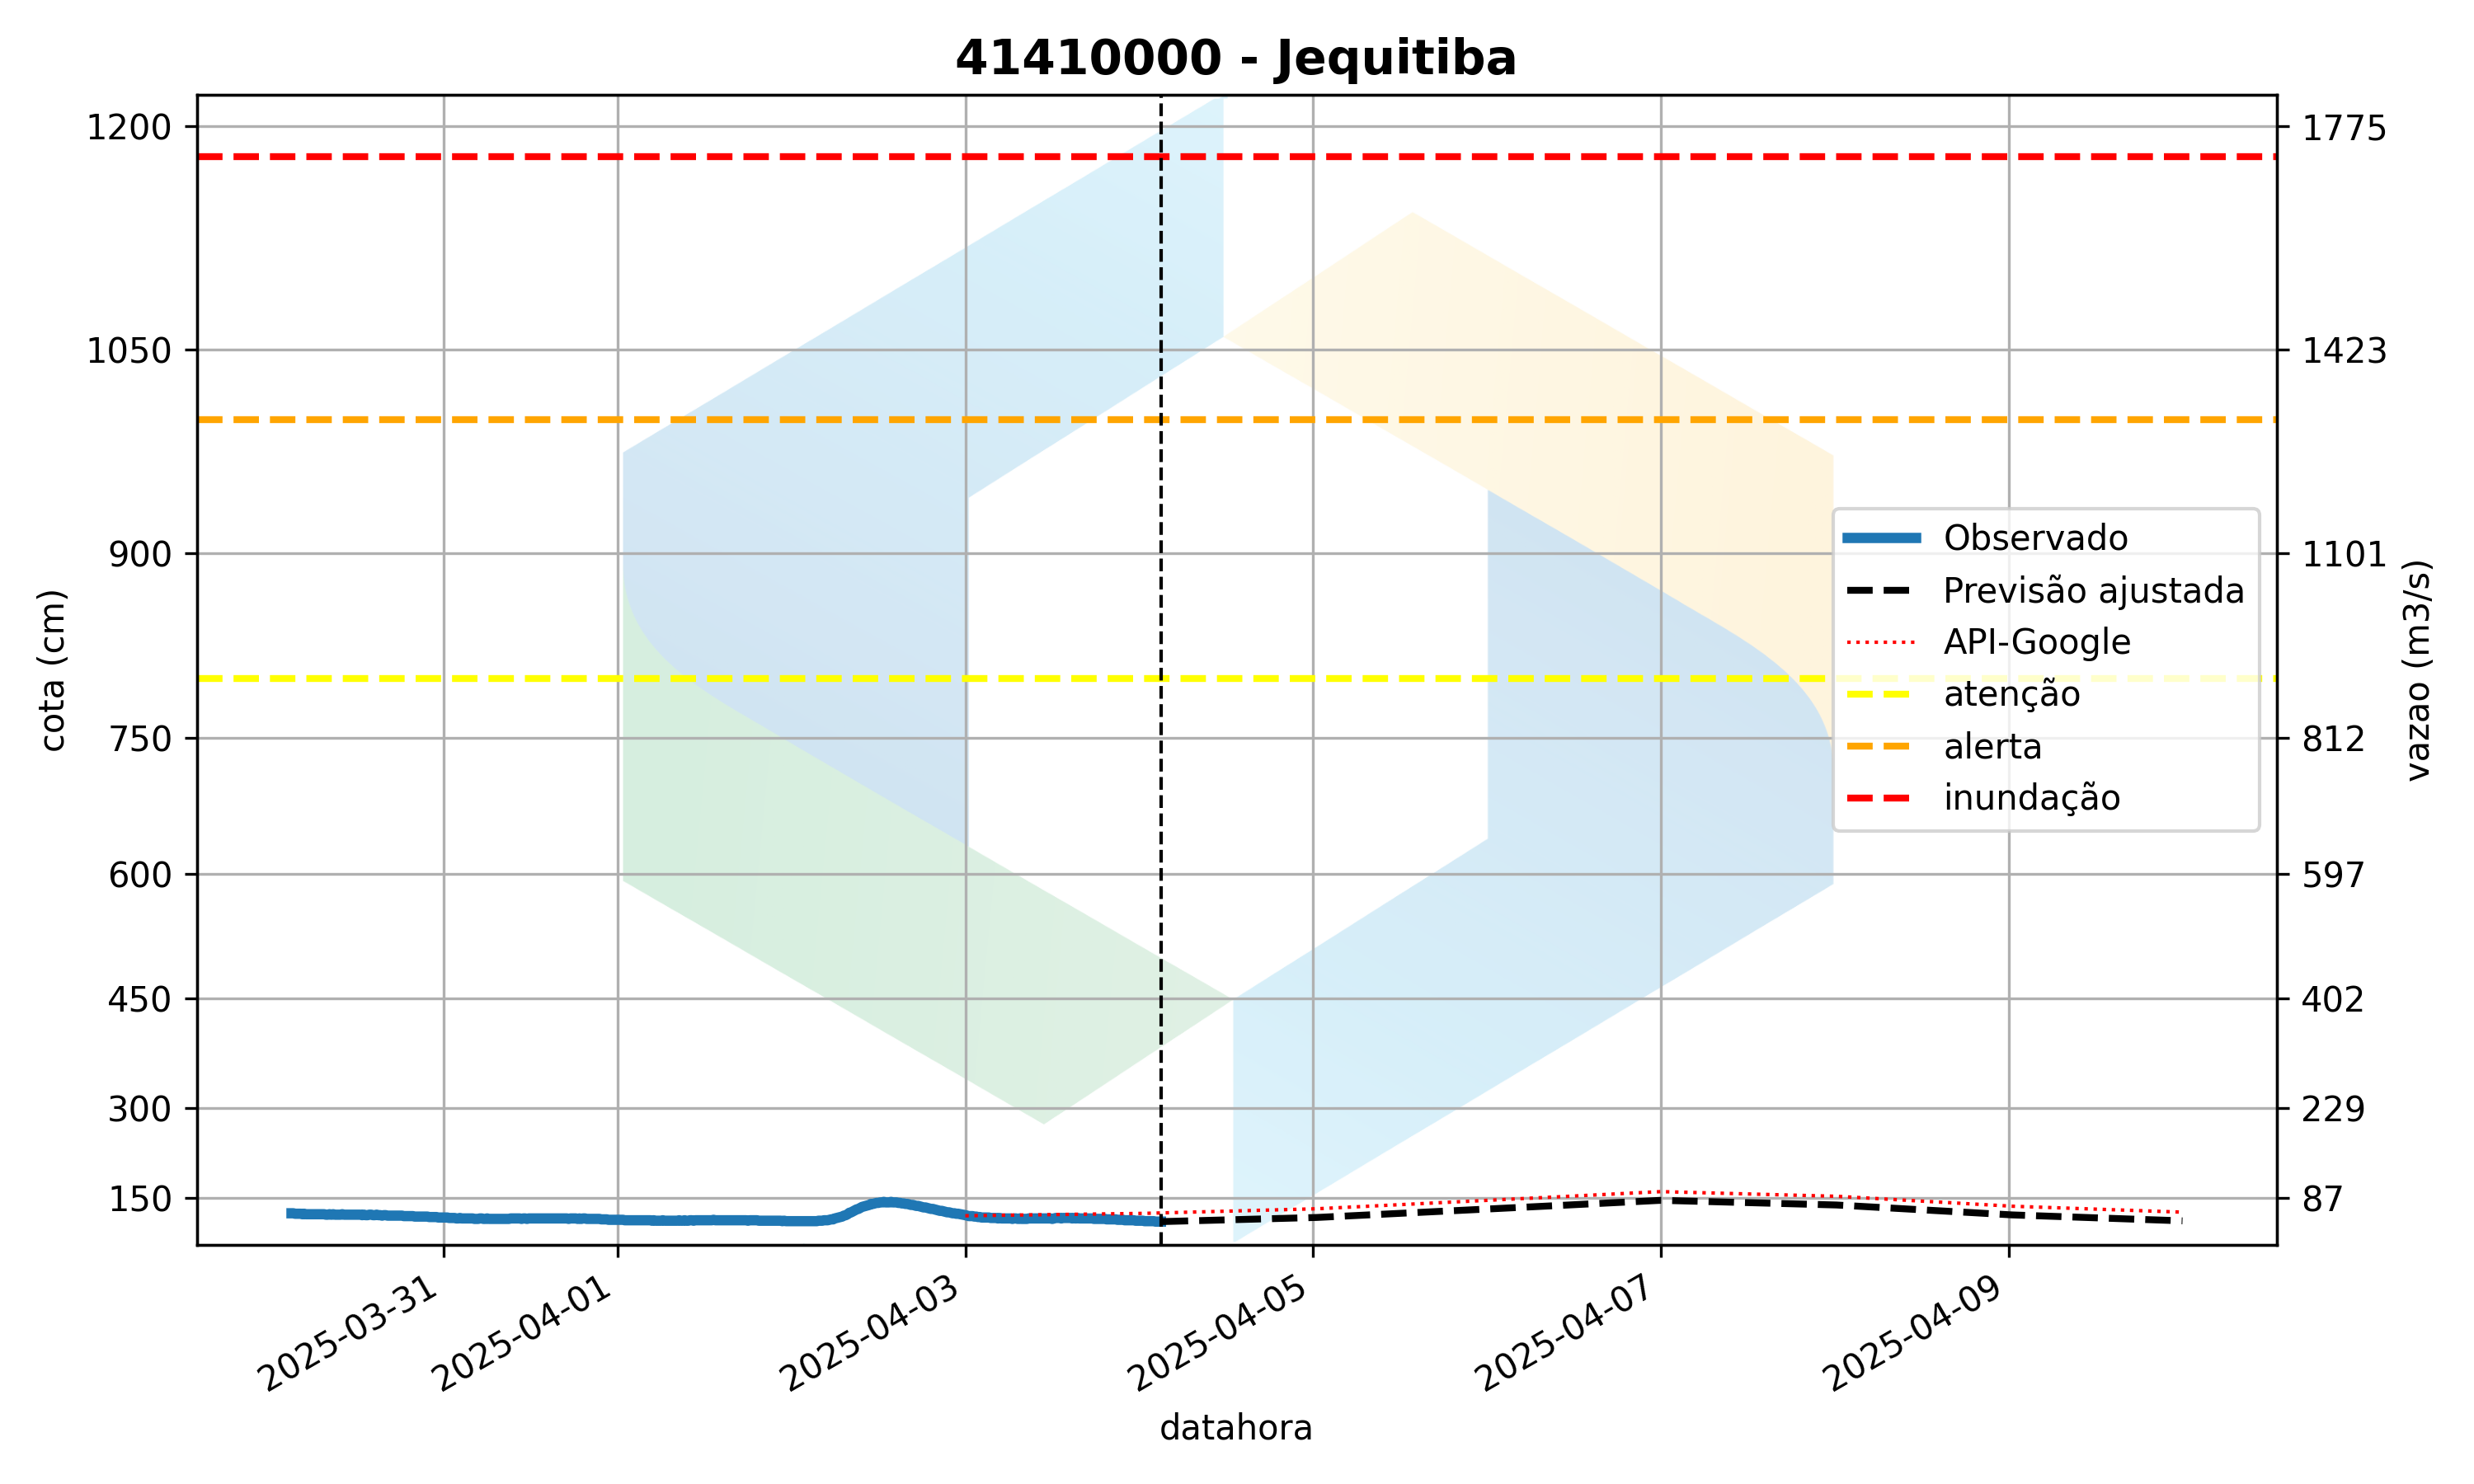 41410000 - Jequitiba
1200
1050
900
750
600
450
300
150
cota (cm)
1775
1423
1101
812
597
402
229
87
vazao (m3/s)
Observado
Previsão ajustada
API-Google
atenção
alerta
inundação
2025-03-31
2025-04-01
2025-04-03
2025-04-05
2025-04-07
2025-04-09
datahora